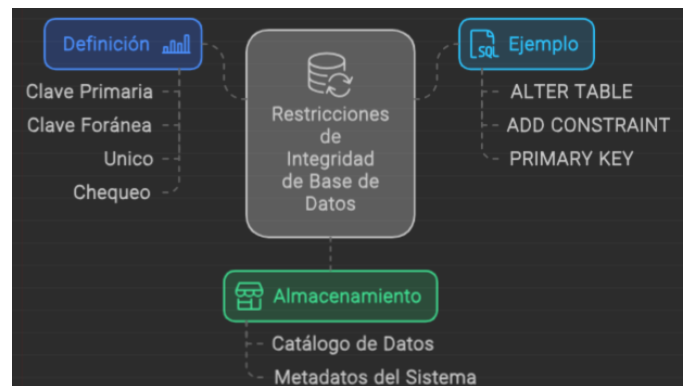 Definición
Clave Primaria
Clave Foránea
Unico
Chequeo
Restricciones
de
Integridad
de Base de
Datos
SQL
Ejemplo
ALTER TABLE
ADD CONSTRAINT
PRIMARY KEY
Almacenamiento
Catálogo de Datos
Metadatos del Sistema